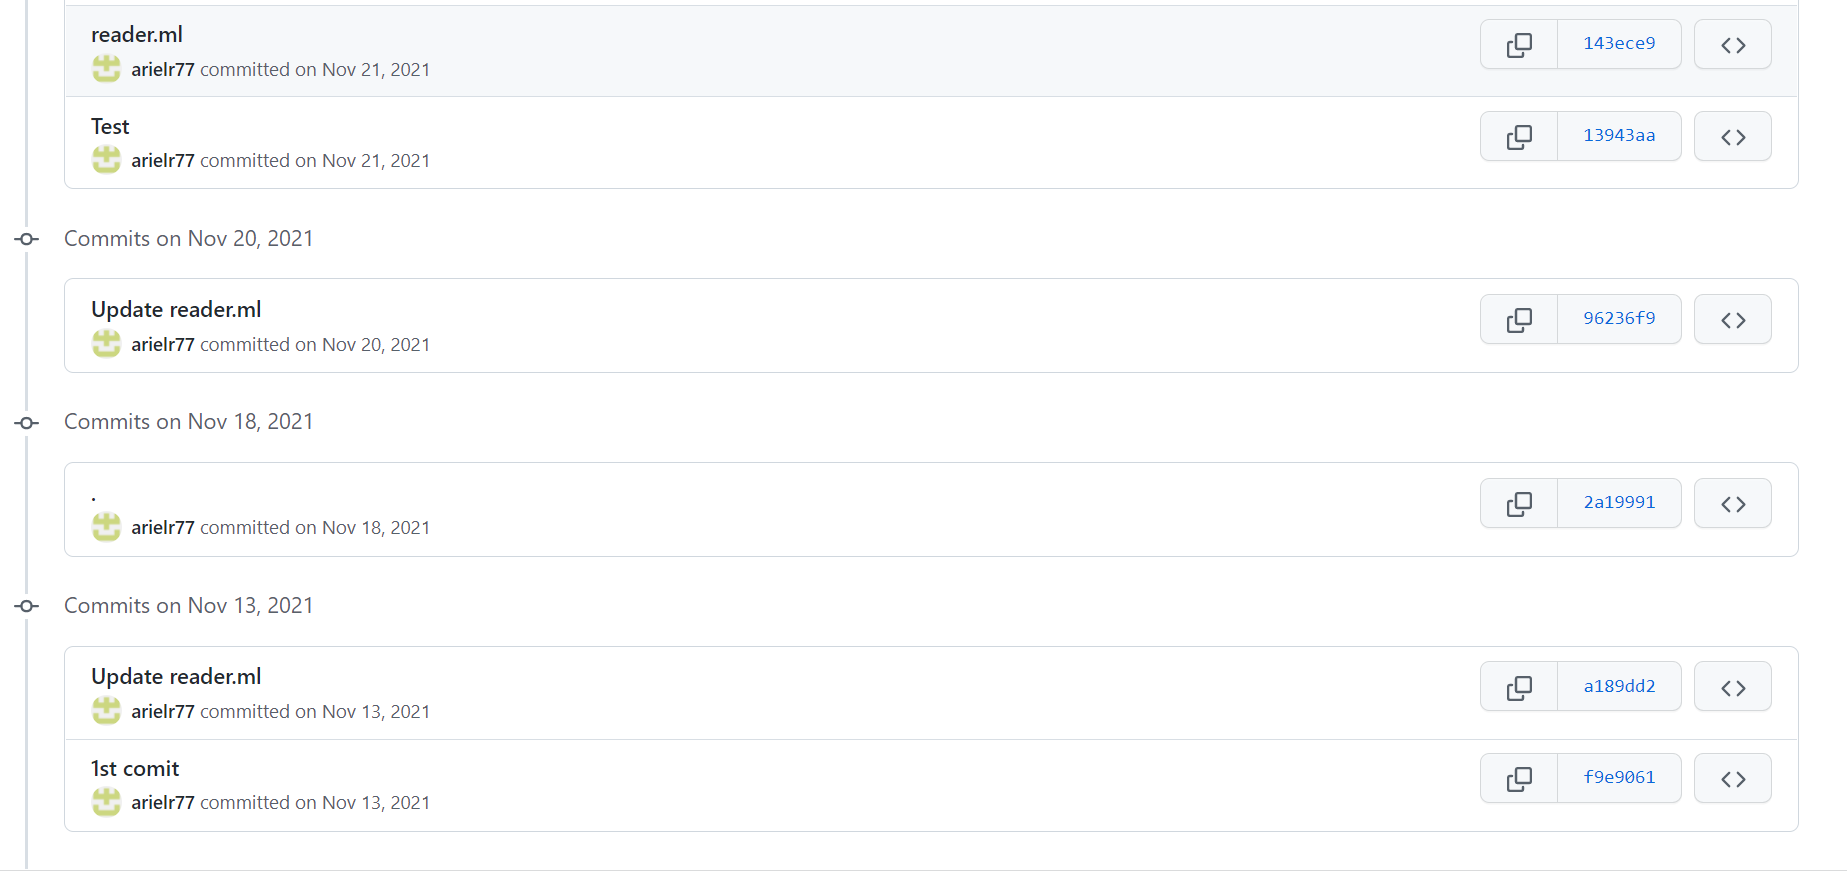 reader.ml
143ece9
arielr77 committed on Nov 21, 2021
Test
13943aa
arielr77 committed on Nov 21, 2021
Commits on Nov 20, 2021
Update reader.ml
96236f9
arielr77 committed on Nov 20, 2021
Commits on Nov 18, 2021
.
2a19991
arielr77 committed on Nov 18, 2021
Commits on Nov 13, 2021
Update reader.ml
a189dd2
arielr77 committed on Nov 13, 2021
1st comit
f9e9061
arielr77 committed on Nov 13, 2021